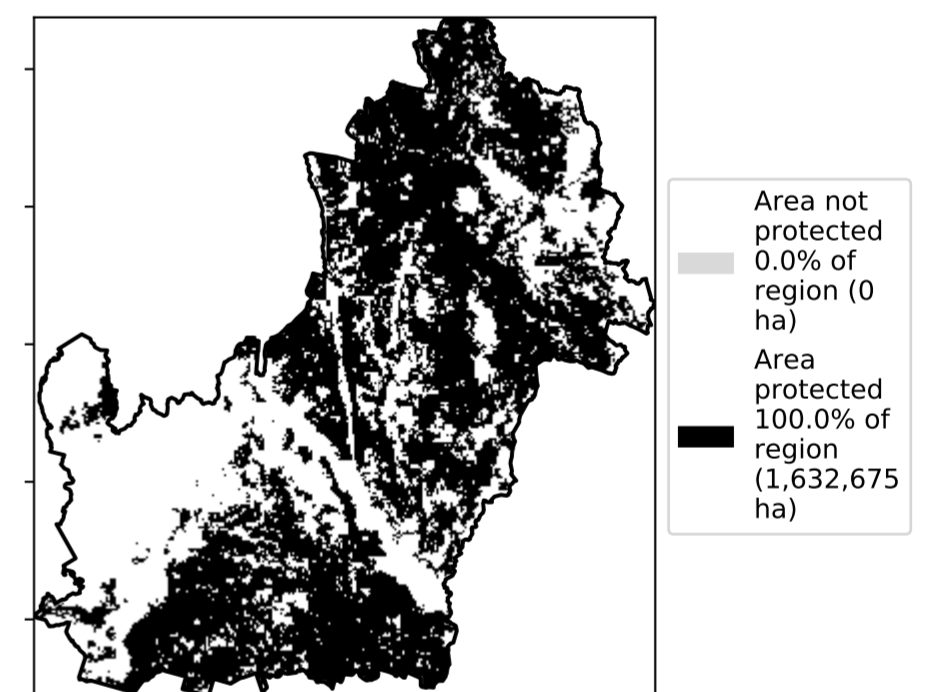 Area not
protected
0.0% of
region (0
ha)
Area
protected
100.0% of
region
(1,632,675
ha)